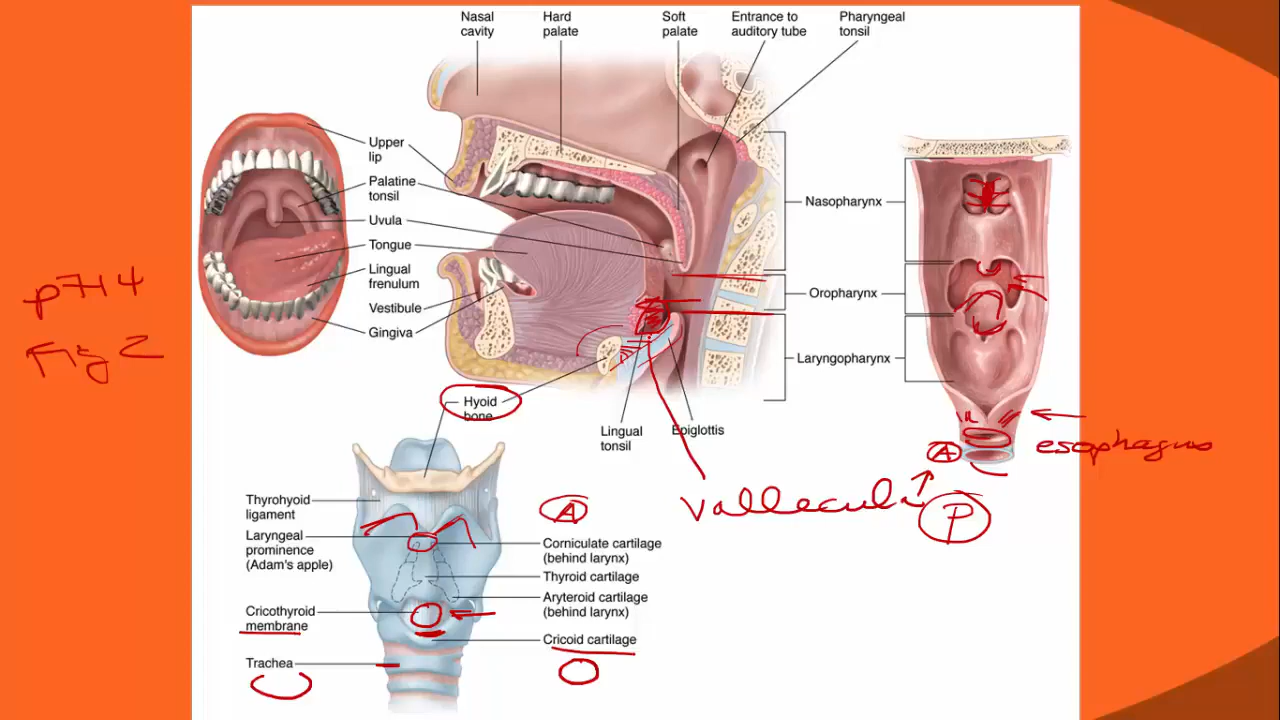 Nasal
cavity
Hard
palate
Soft
palate
Entrance to
auditory tube
Pharyngeal
tonsil
Upper
lip
Palatine
tonsil
Uvula
Tongue
Lingual
frenulum
Vestibule
Gingiva
Nasopharynx
Oropharynx
Laryngopharynx
p714
Fig 2
Hyoid
bone
Lingual
tonsil
Epiglottis
esophagus
A
Vallecula
P
A
Thyrohyoid
ligament
Laryngeal
prominence
(Adam's apple)
Cricothyroid
membrane
Trachea
Corniculate cartilage
(behind larynx)
Thyroid cartilage
Aryteroid cartilage
(behind larynx)
Cricoid cartilage